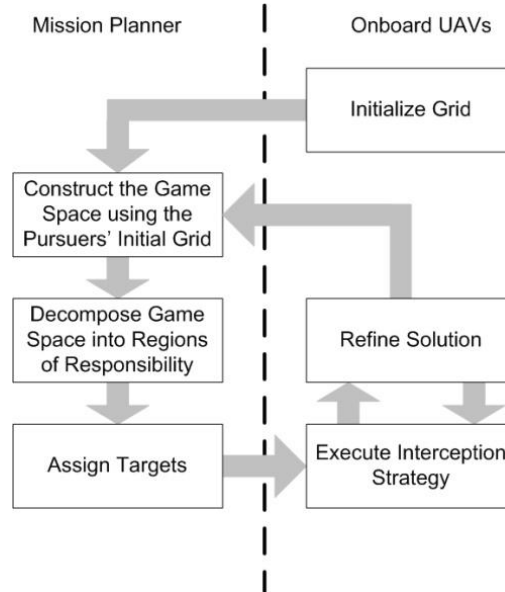 Mission Planner
Onboard UAVs
Initialize Grid
Construct the Game
Space using the
Pursuers' Initial Grid
Decompose Game
Space into Regions
of Responsibility
Refine Solution
Assign Targets
Execute Interception
Strategy